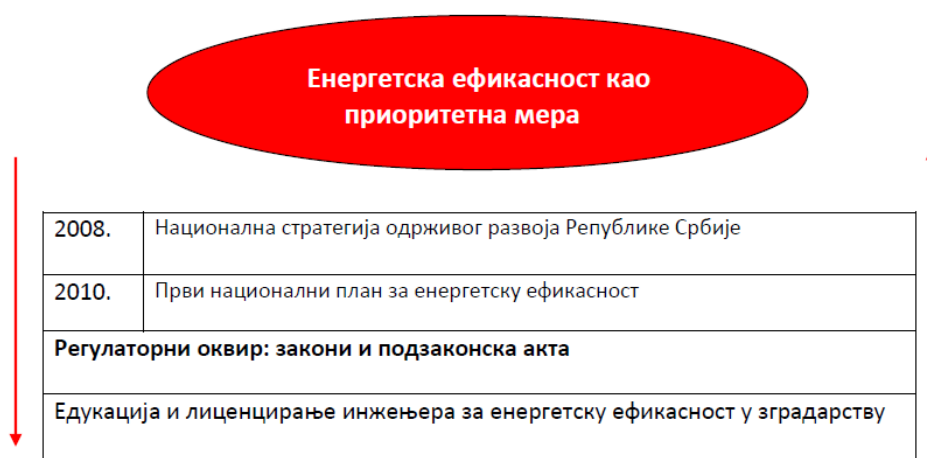 Енергетска ефикасност као
приоритетна мера
2008. Национална стратегија одрживог развоја Републике Србије
2010. Први национални план за енергетску ефикасност
Регулаторни оквир: закони и подзаконска акта
Едукација и лиценцирање инжењера за енергетску ефикасност у зградарству